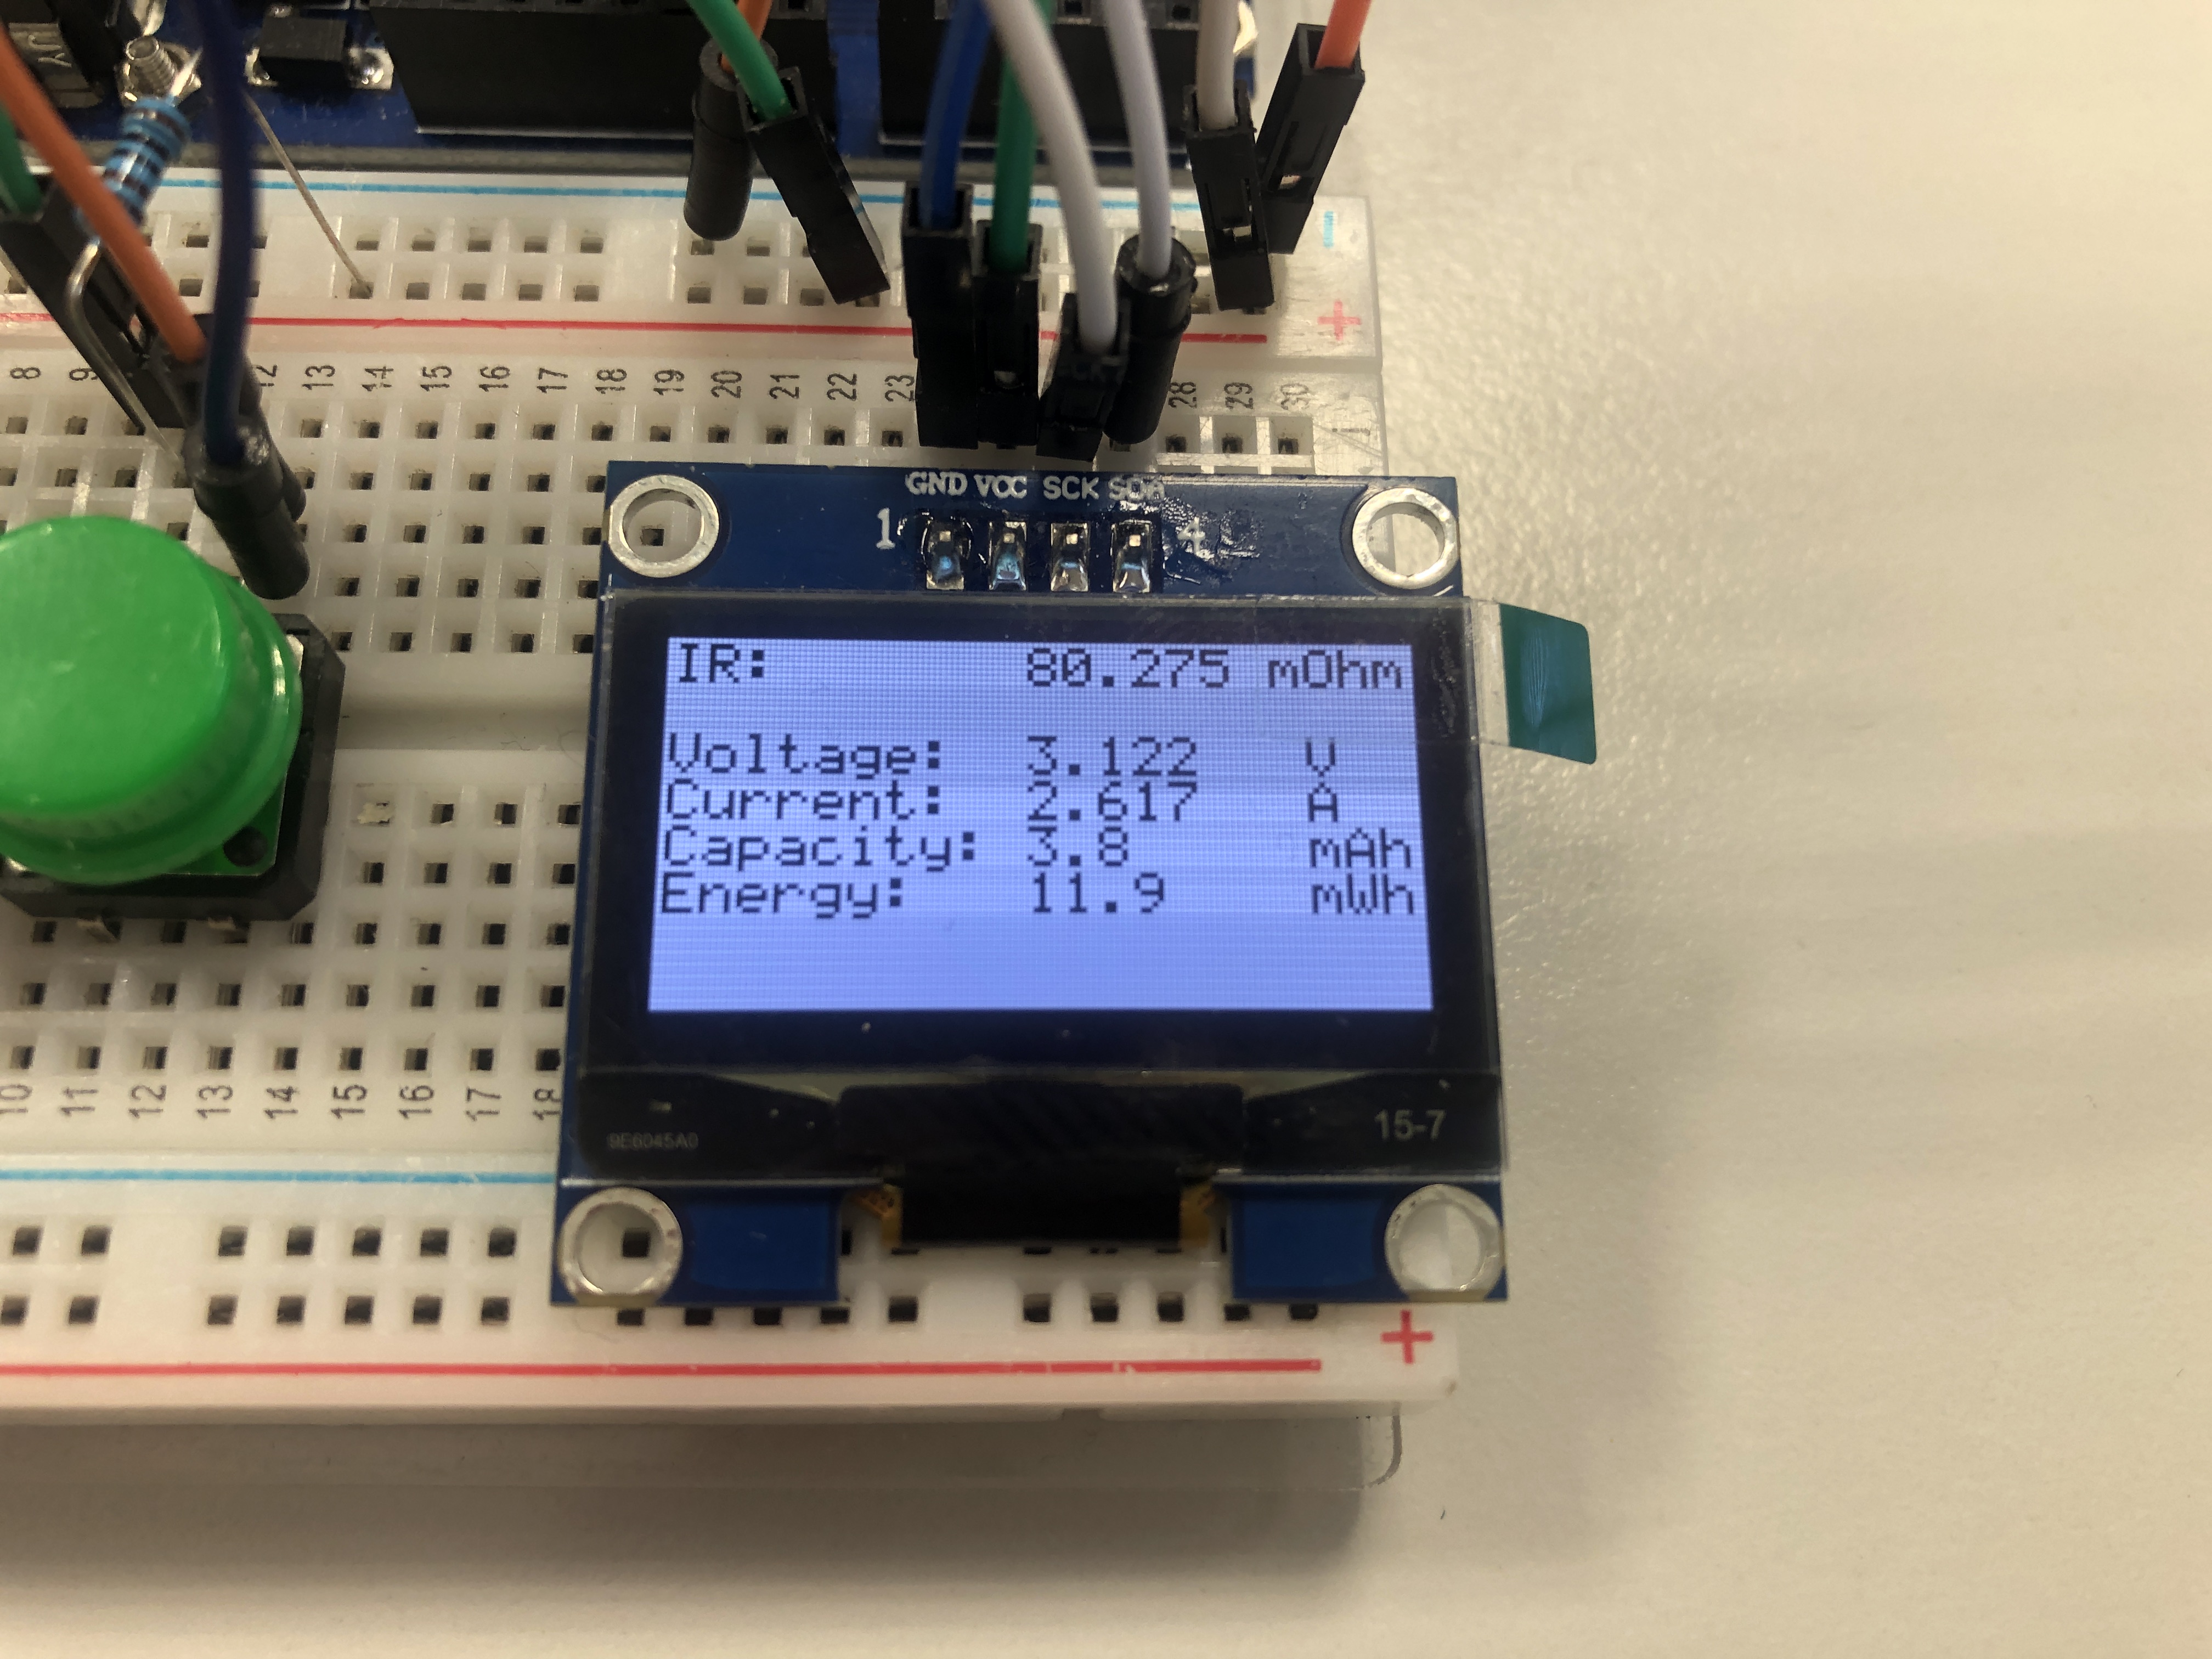 8 9 12 13 14 15 16 17 18 19 20 21 22 23 28 29 30
j
GND VCC SCK SDA
1 4
IR: 80.275 mOhm
Voltage: 3.122 V
Current: 2.617 A
Capacity: 3.8 mAh
Energy: 11.9 mWh
10 11 12 13 14 15 16 17 18
9E6045A0
15-7
+
+